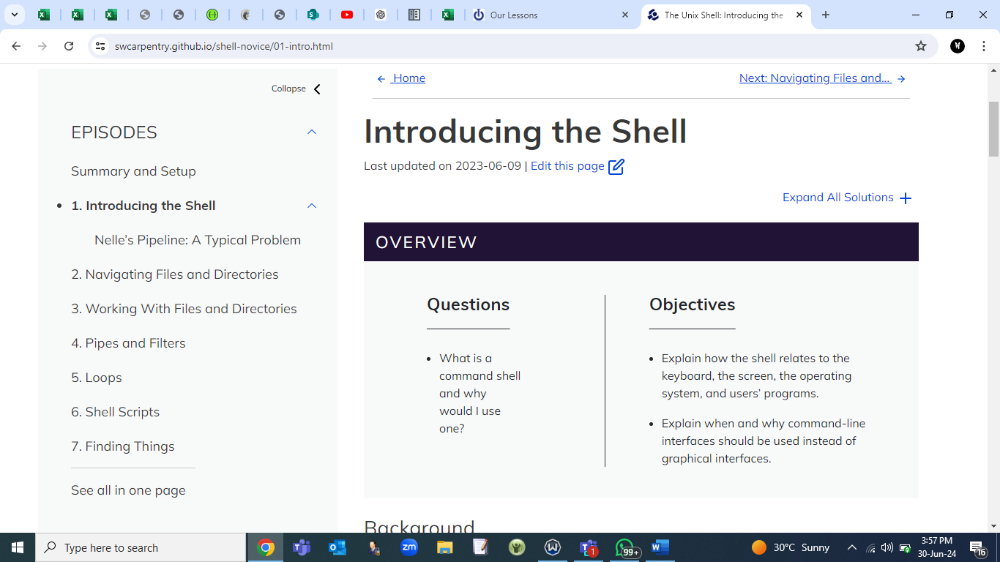 Our Lessons
The Unix Shell: Introducing the
swcarpentry.github.io/shell-novice/01-intro.html
Collapse
EPISODES
Summary and Setup
1. Introducing the Shell
Nelle's Pipeline: A Typical Problem
2. Navigating Files and Directories
3. Working With Files and Directories
4. Pipes and Filters
5. Loops
6. Shell Scripts
7. Finding Things
See all in one page
Home
Next: Navigating Files and...
Introducing the Shell
Last updated on 2023-06-09 | Edit this page
Expand All Solutions
OVERVIEW
Questions
What is a
command shell
and why
would I use
one?
Objectives
Explain how the shell relates to the
keyboard, the screen, the operating
system, and users' programs.
Explain when and why command-line
interfaces should be used instead of
graphical interfaces.
Background
Type here to search
zm
1
99+
30°C Sunny
3:57 PM
30-Jun-24
16